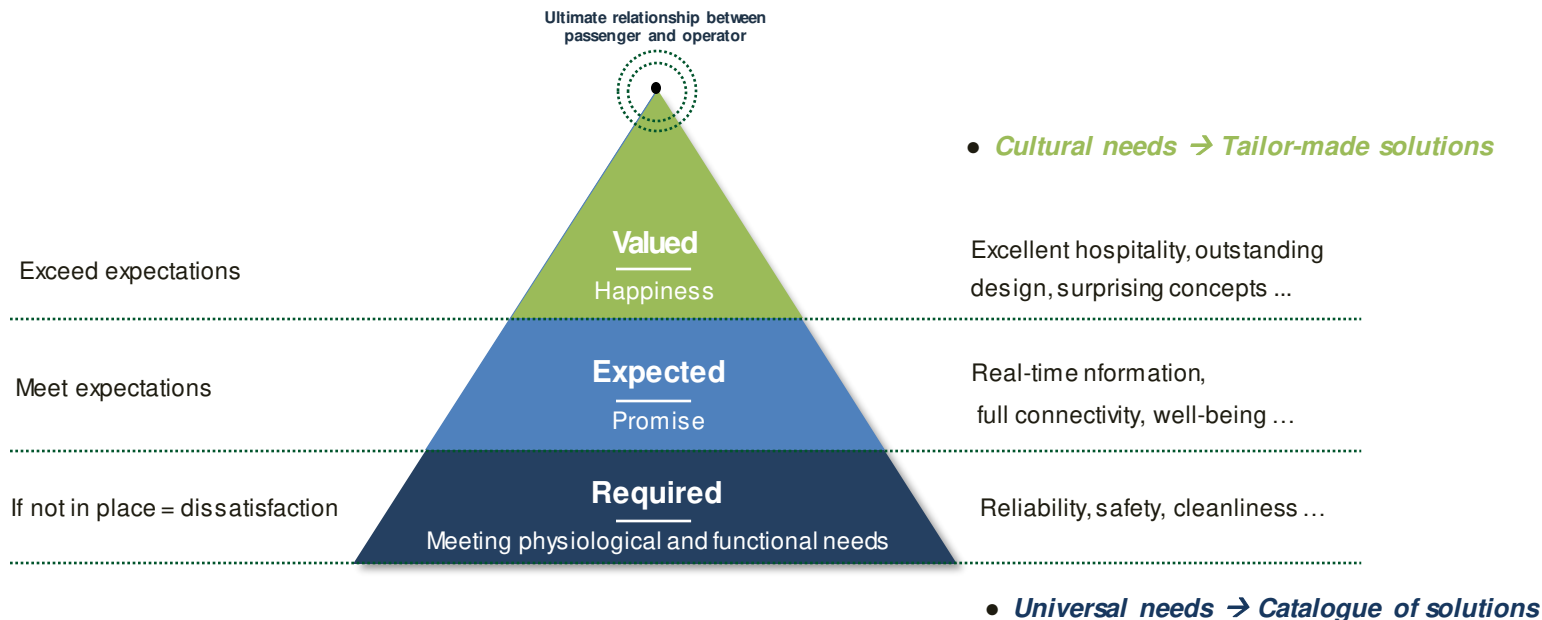 Ultimate relationship between
passenger and operator
● Cultural needs → Tailor-made solutions
Exceed expectations
Valued
Happiness
Excellent hospitality, outstanding
design, surprising concepts ...
Meet expectations
Expected
Promise
Real-time nformation,
full connectivity, well-being …
If not in place = dissatisfaction
Required
Meeting physiological and functional needs
Reliability, safety, cleanliness …
● Universal needs → Catalogue of solutions